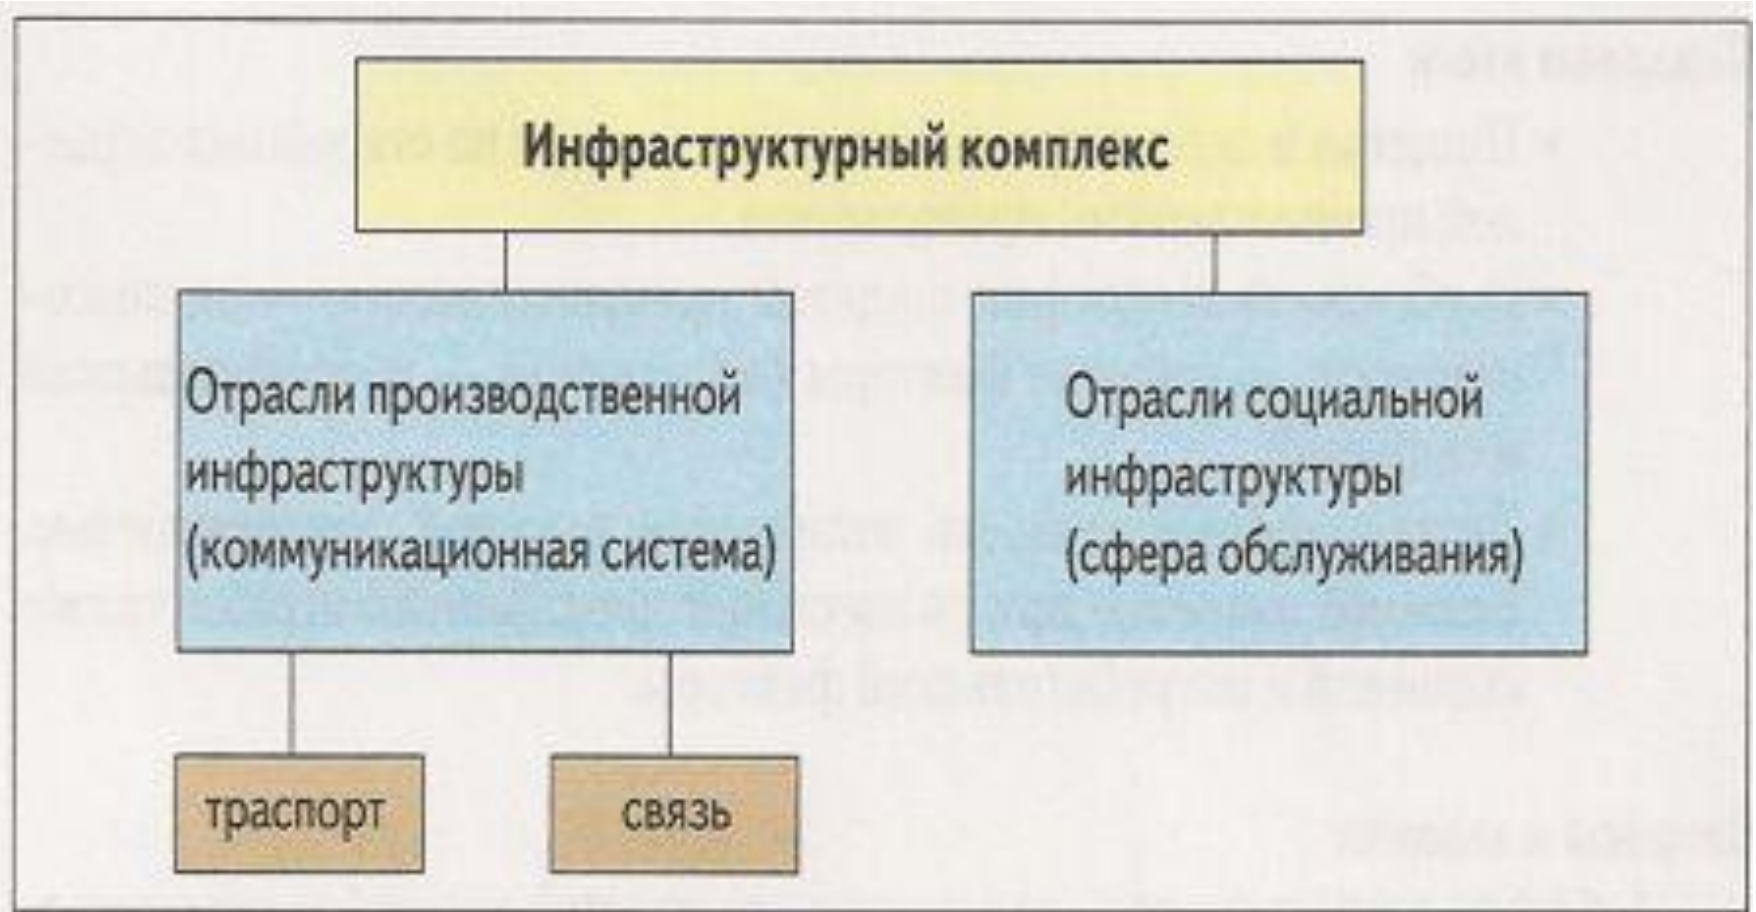 Инфраструктурный комплекс
Отрасли производственной
инфраструктуры
(коммуникационная система)
Отрасли социальной
инфраструктуры
(сфера обслуживания)
траспорт
связь